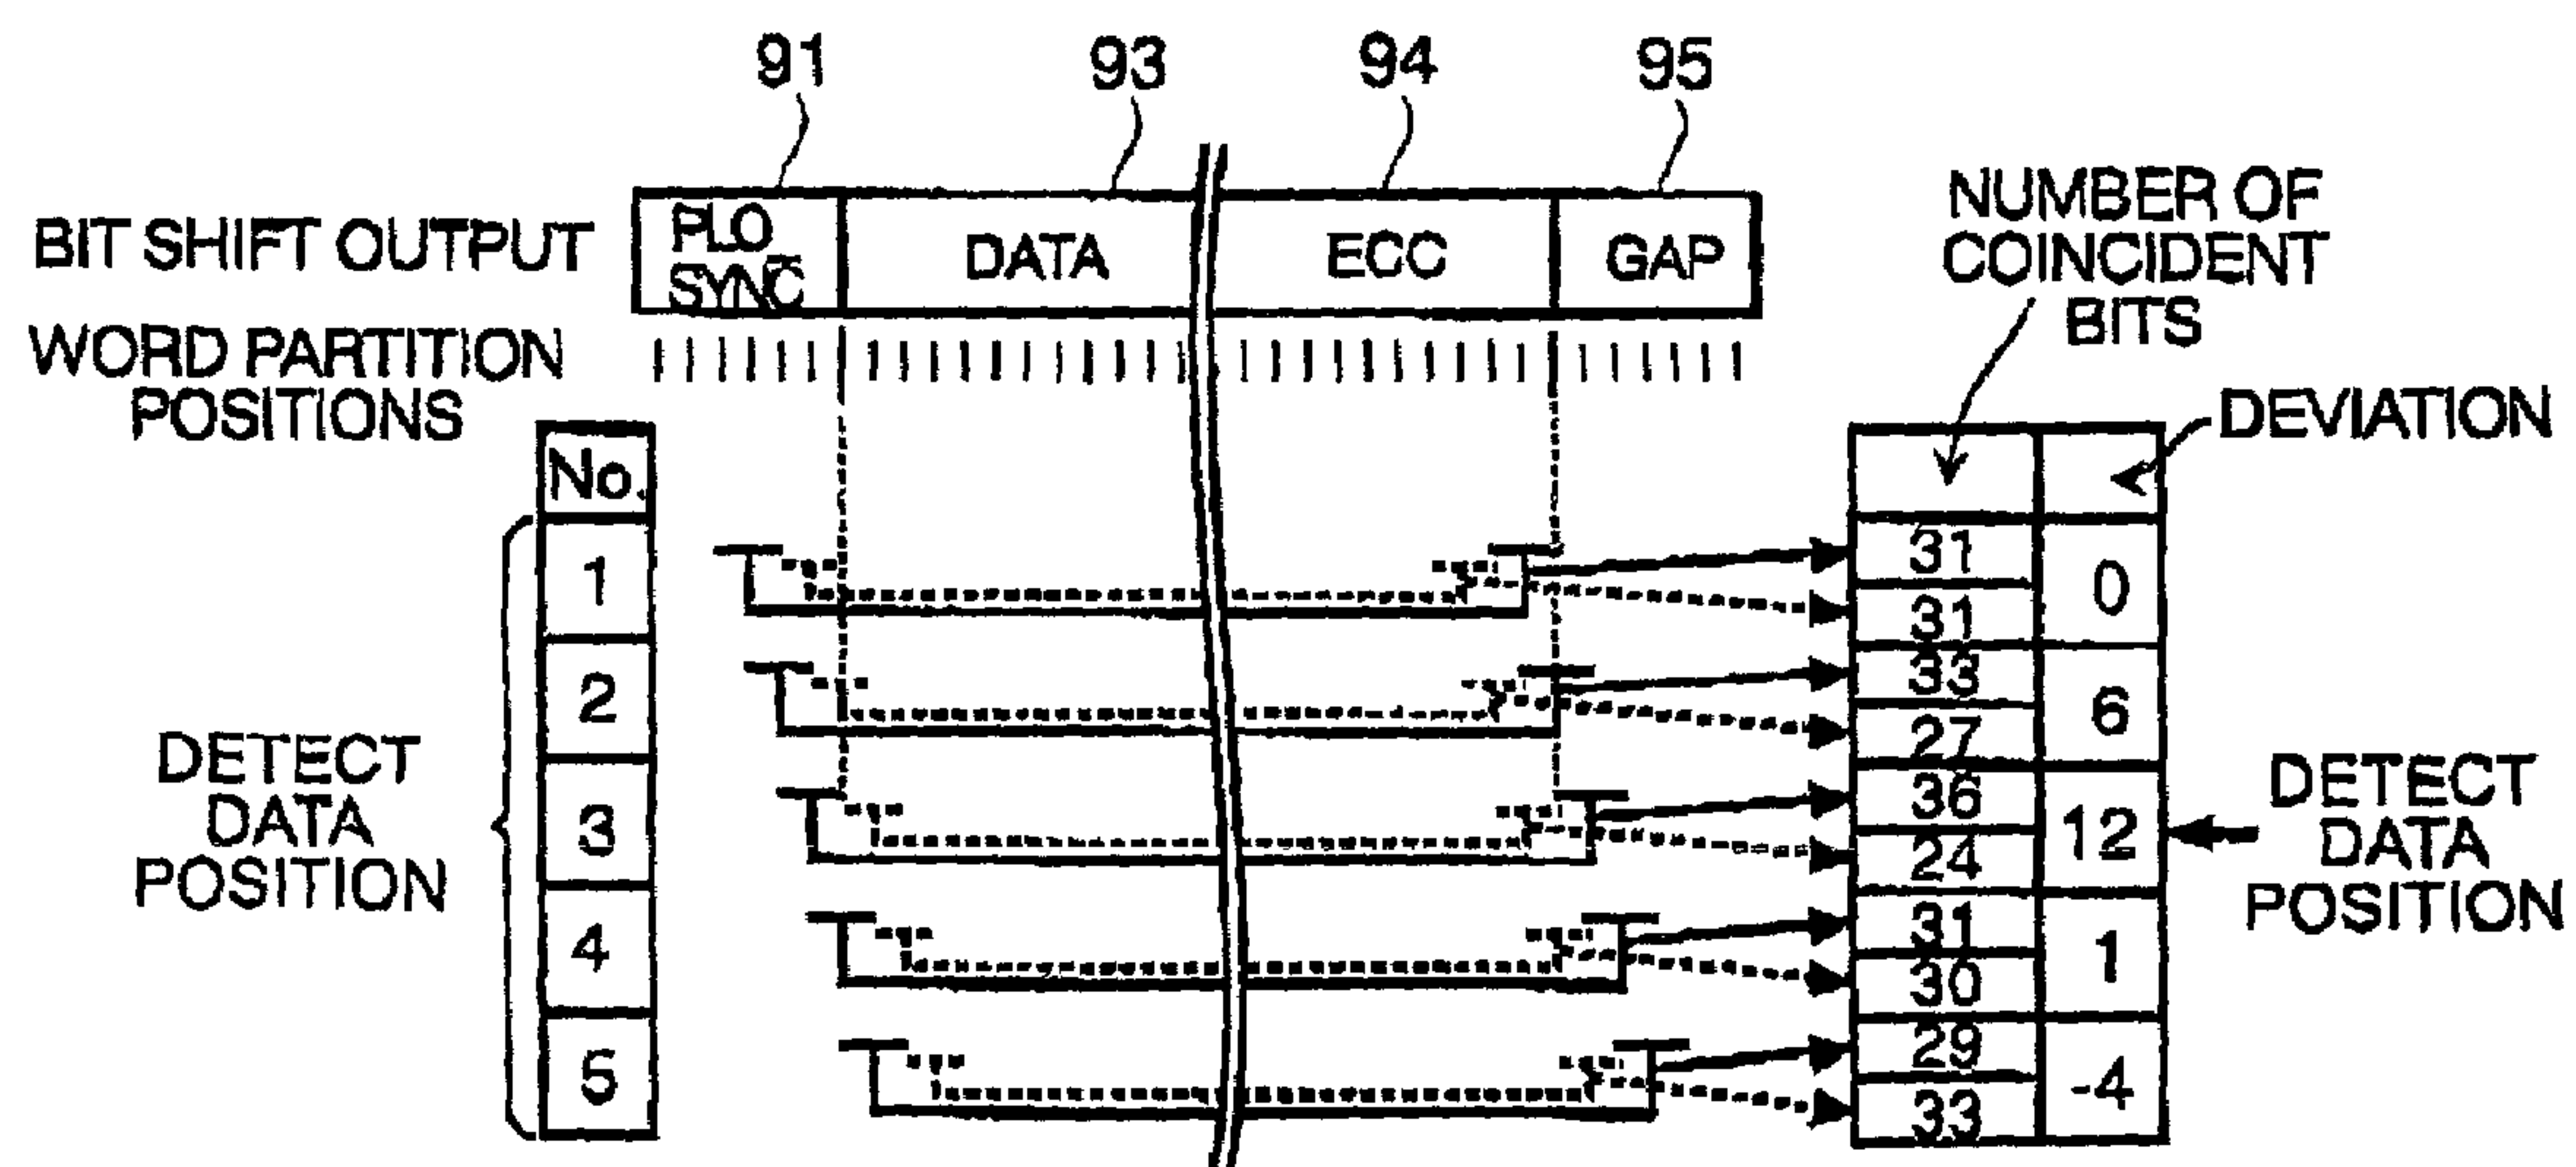 91 93 94 95
BIT SHIFT OUTPUT
PLO
SYNC
DATA
ECC
GAP
WORD PARTITION
POSITIONS
NUMBER OF
COINCIDENT
BITS
DEVIATION
No.
DETECT
DATA
POSITION
1
31
31
0
2
33
27
6
3
36
24
12
4
31
30
1
5
29
33
-4
DETECT
DATA
POSITION